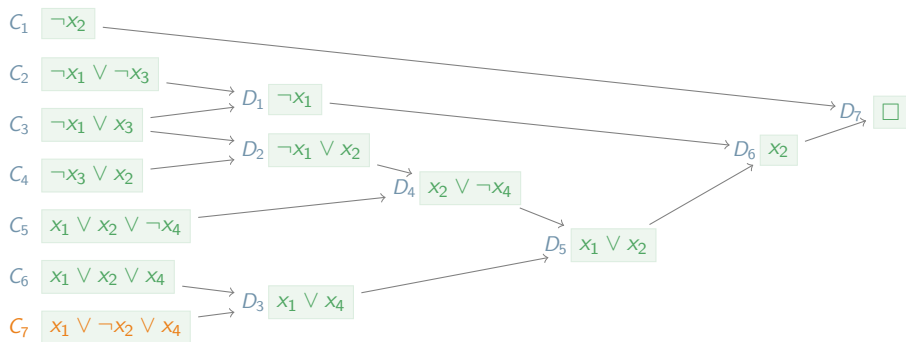 C₁ ¬x₂
C₂ ¬x₁ ∨ ¬x₃
D₁ ¬x₁
D₇ □
C₃ ¬x₁ ∨ x₃
D₂ ¬x₁ ∨ x₂
D₆ x₂
C₄ ¬x₃ ∨ x₂
D₄ x₂ ∨ ¬x₄
C₅ x₁ ∨ x₂ ∨ ¬x₄
D₅ x₁ ∨ x₂
C₆ x₁ ∨ x₂ ∨ x₄
D₃ x₁ ∨ x₄
C₇ x₁ ∨ ¬x₂ ∨ x₄